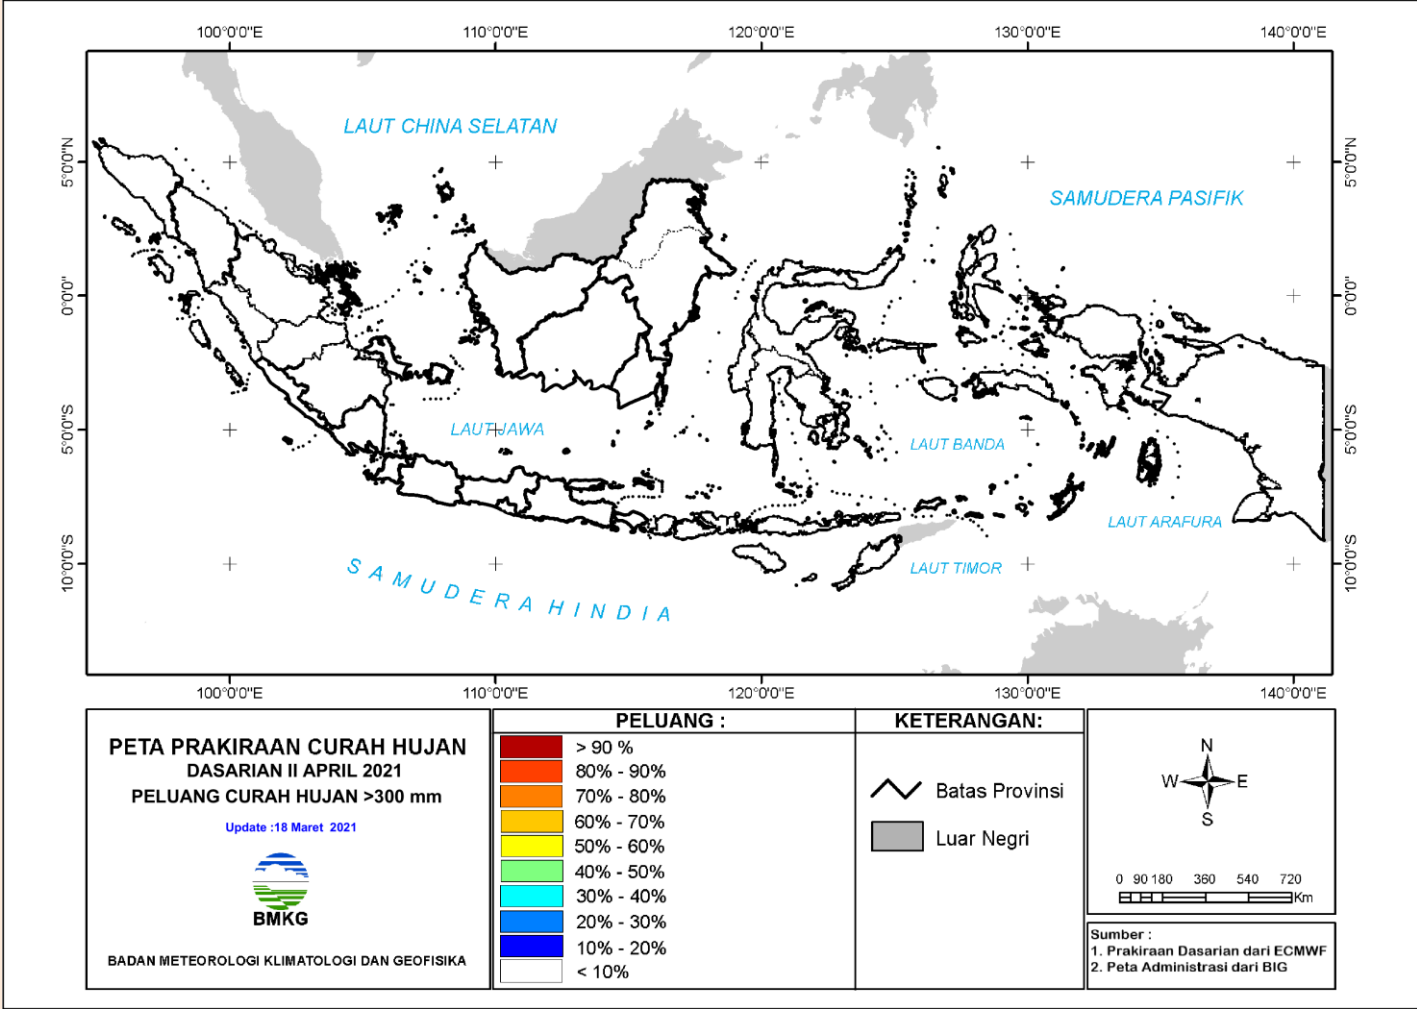 100°0'0"E 110°0'0"E 120°0'0"E 130°0'0"E 140°0'0"E
5°0'0"N
0°0'0"
5°0'0"S
10°0'0"S
LAUT CHINA SELATAN
SAMUDERA PASIFIK
LAUT JAWA
LAUT BANDA
LAUT ARAFURA
LAUT TIMOR
SAMUDERA HINDIA
5°0'0"N
0°0'0"
5°0'0"S
10°0'0"S
100°0'0"E 110°0'0"E 120°0'0"E 130°0'0"E 140°0'0"E
PETA PRAKIRAAN CURAH HUJAN
DASARIAN II APRIL 2021
PELUANG CURAH HUJAN >300 mm
Update :18 Maret 2021
BMKG
BADAN METEOROLOGI KLIMATOLOGI DAN GEOFISIKA
PELUANG :
> 90 %
80% - 90%
70% - 80%
60% - 70%
50% - 60%
40% - 50%
30% - 40%
20% - 30%
10% - 20%
< 10%
KETERANGAN:
Batas Provinsi
Luar Negri
N
W E
S
0 90 180 360 540 720
Km
Sumber :
1. Prakiraan Dasarian dari ECMWF
2. Peta Administrasi dari BIG